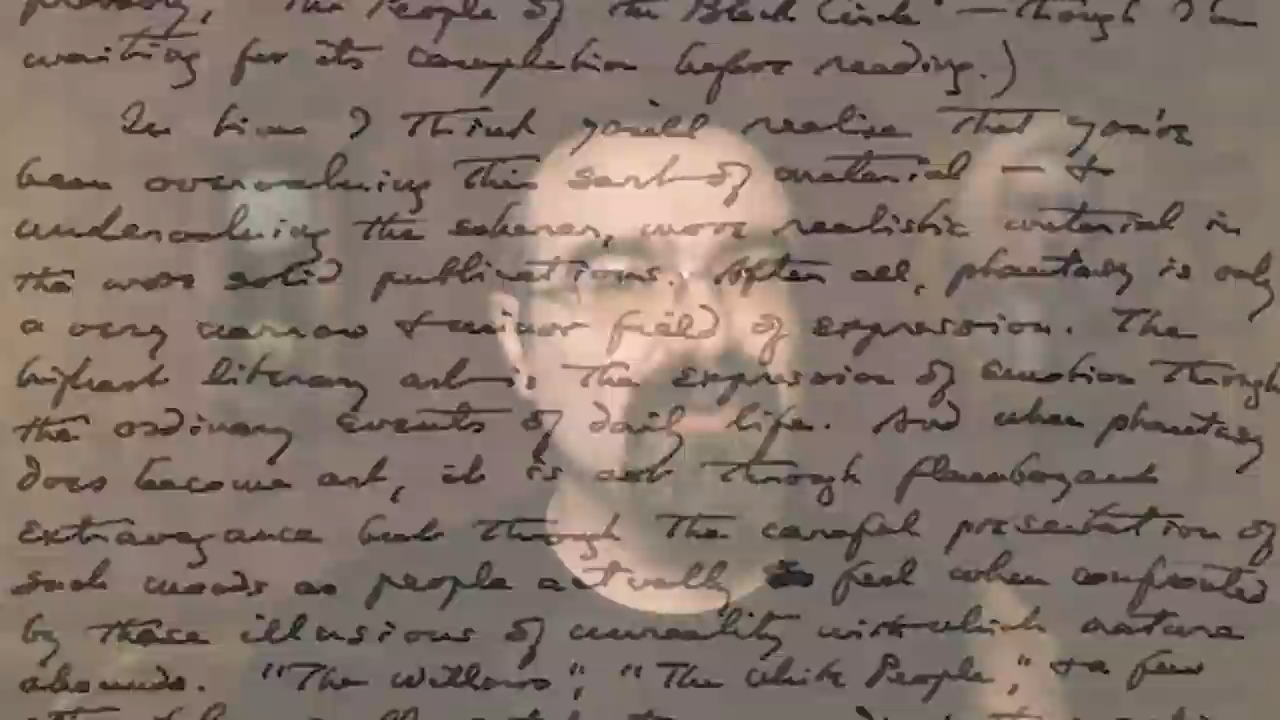 "The People of the Black Circle" — though I am
waiting for its completion before reading.)
In time I think you'll realise that you've
been overvaluing this sort of material — &
undervaluing the soberer, more realistic material in
the more solid publications. After all, phantasy is only
a very narrow & minor field of expression. The
highest literary art is the expression of emotion through
the ordinary events of daily life. And when phantasy
does become art, it is not through flamboyant
extravagance but through the careful presentation of
such moods as people actually do feel when confronted
by those illusions of unreality with which nature
abounds. "The Willows", "The White People," & a few